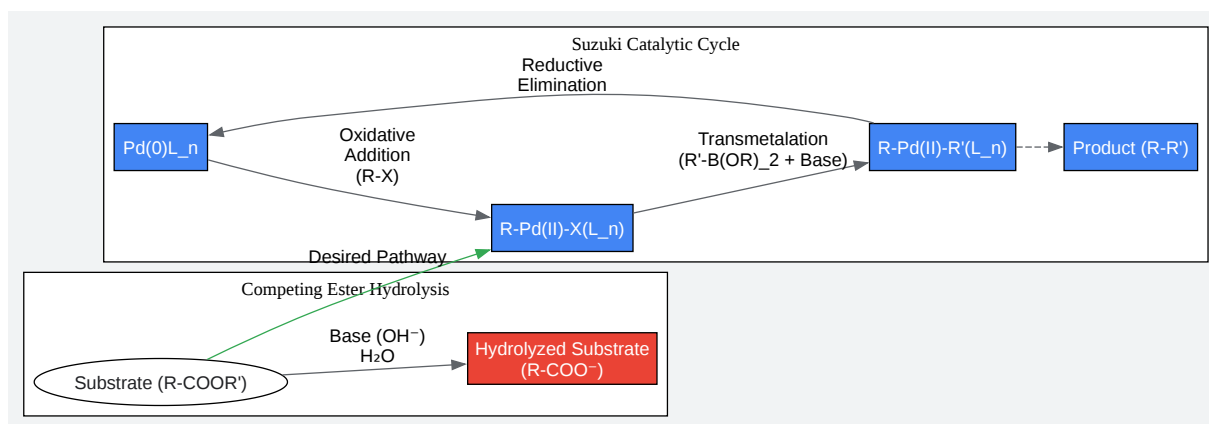 Suzuki Catalytic Cycle
Reductive
Elimination
Pd(0)L_n
Oxidative
Addition
(R-X)
Transmetalation
(R'-B(OR)_2 + Base)
R-Pd(II)-R'(L_n)
Product (R-R')
R-Pd(II)-X(L_n)
Desired Pathway
Competing Ester Hydrolysis
Base (OH⁻)
H₂O
Hydrolyzed Substrate
(R-COO⁻)
Substrate (R-COOR')